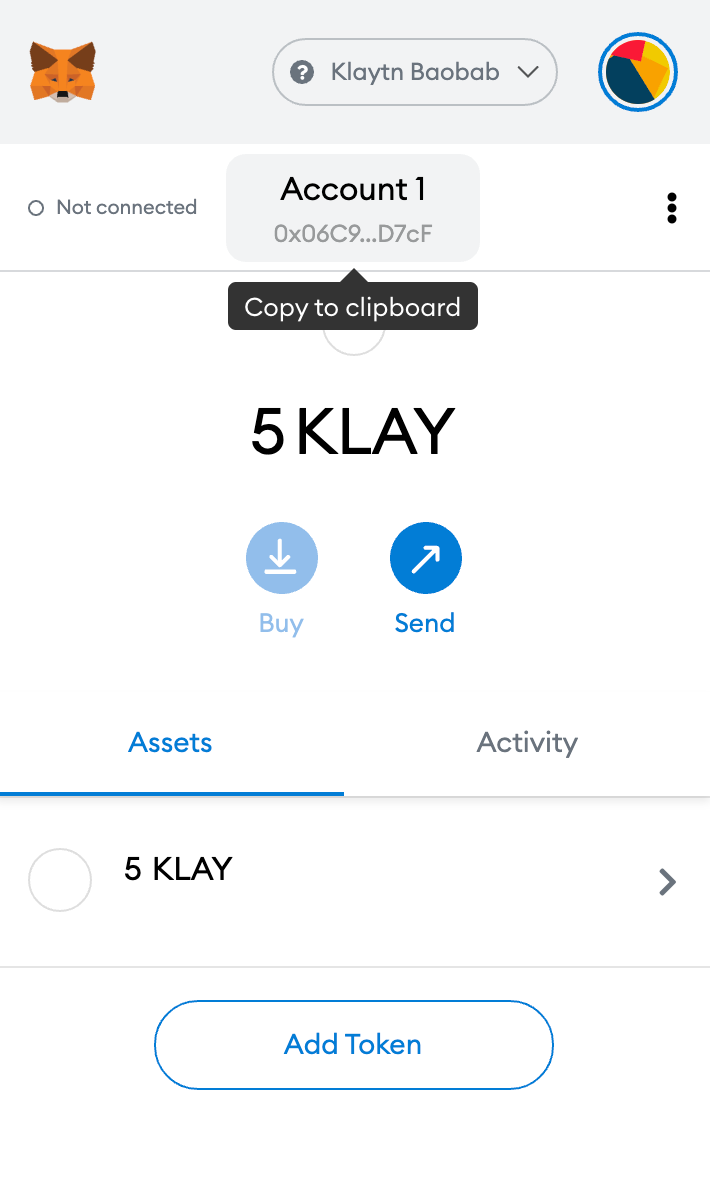 ? Klaytn Baobab
Not connected
Account 1
0x06C9...D7cF
Copy to clipboard
5 KLAY
Buy
Send
Assets
Activity
5 KLAY
Add Token